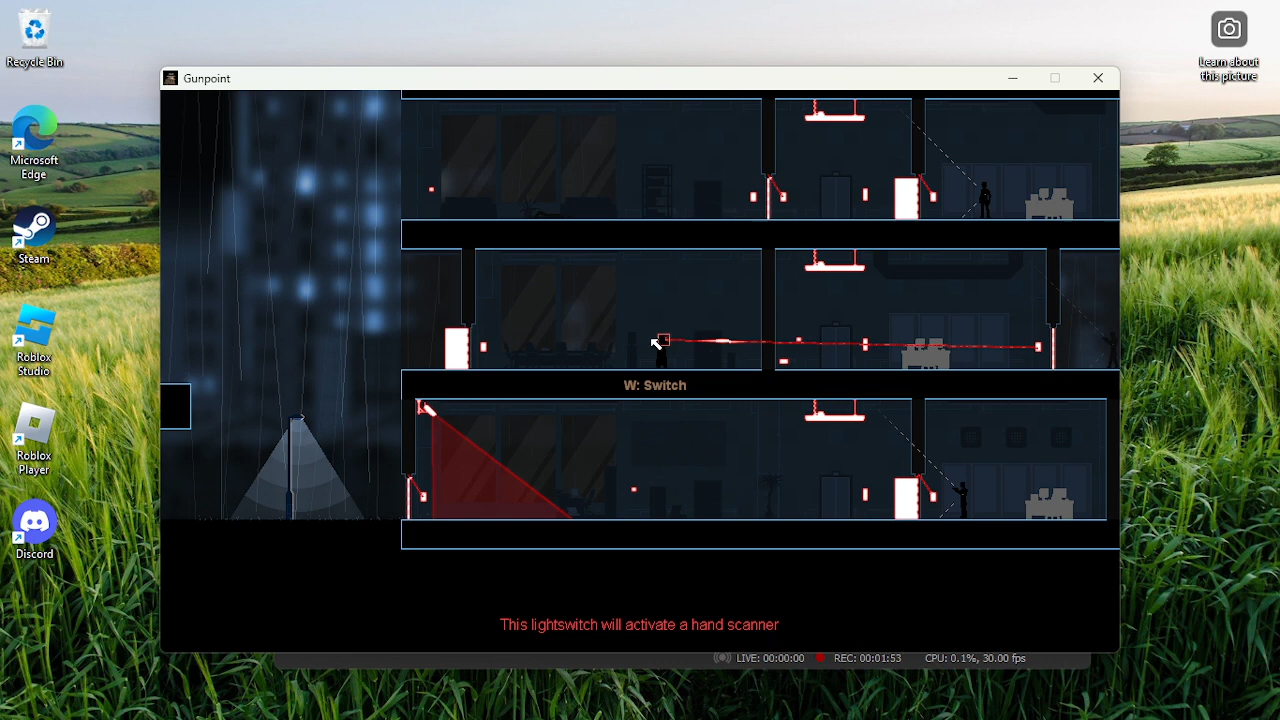 Recycle Bin
Learn about
this picture
Microsoft
Edge
Steam
Roblox
Studio
Roblox
Player
Discord
Gunpoint
W: Switch
This lightswitch will activate a hand scanner
LIVE: 00:00:00
REC: 00:01:53
CPU: 0.1%, 30.00 fps